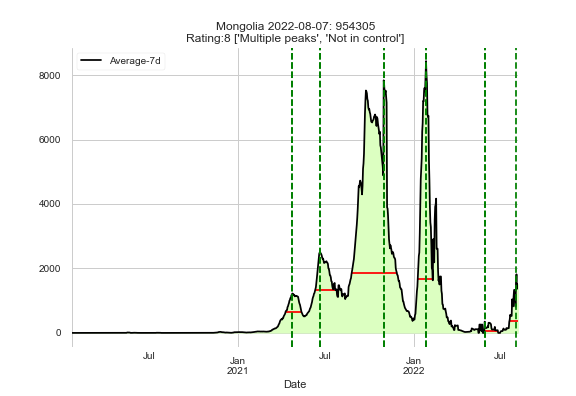 Mongolia 2022-08-07: 954305
Rating:8 ['Multiple peaks', 'Not in control']
Average-7d
8000
6000
4000
2000
0
Jul
Jan
2021
Jul
Jan
2022
Jul
Date